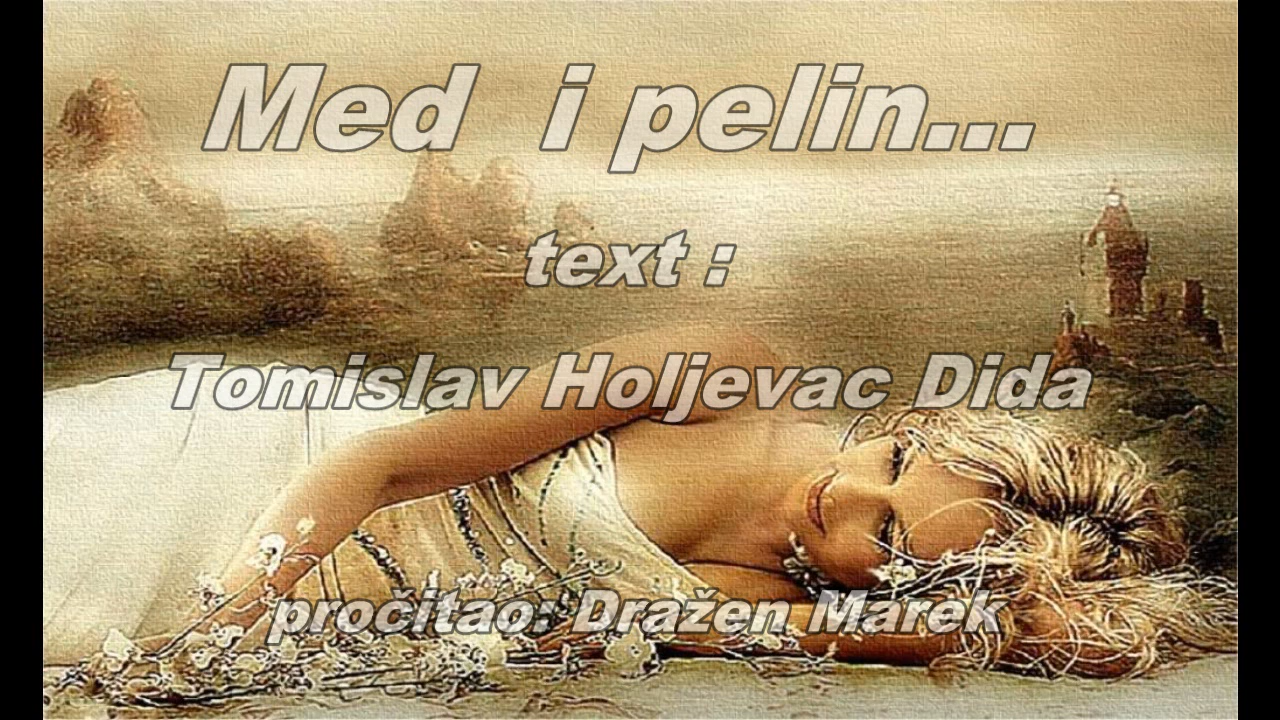 Med i pelin...
text :
Tomislav Holjevac Dida
pročitao: Dražen Marek